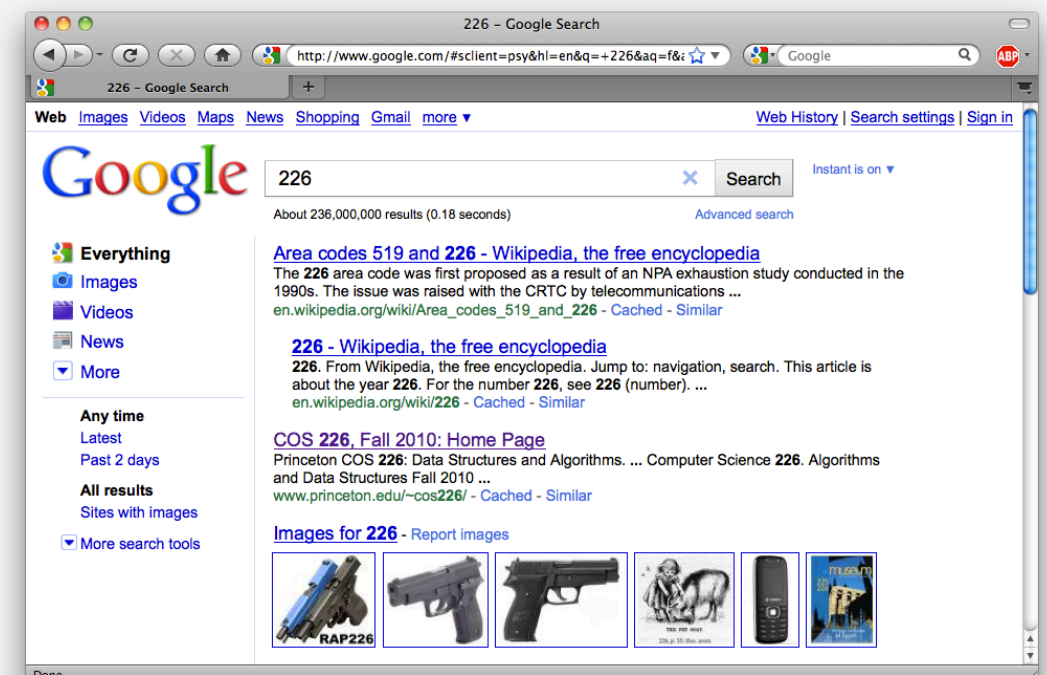 226 - Google Search
http://www.google.com/#sclient=psy&hl=en&q=+226&aq=f&
Google
ABP
226 - Google Search
+
Web Images Videos Maps News Shopping Gmail more ▼
Web History | Search settings | Sign in
Google
226
Search
Instant is on ▼
About 236,000,000 results (0.18 seconds)
Advanced search
Everything
Images
Videos
News
More
Any time
Latest
Past 2 days
All results
Sites with images
More search tools
Area codes 519 and 226 - Wikipedia, the free encyclopedia
The 226 area code was first proposed as a result of an NPA exhaustion study conducted in the
1990s. The issue was raised with the CRTC by telecommunications ...
en.wikipedia.org/wiki/Area_codes_519_and_226 - Cached - Similar
226 - Wikipedia, the free encyclopedia
226. From Wikipedia, the free encyclopedia. Jump to: navigation, search. This article is
about the year 226. For the number 226, see 226 (number). ...
en.wikipedia.org/wiki/226 - Cached - Similar
COS 226, Fall 2010: Home Page
Princeton COS 226: Data Structures and Algorithms. ... Computer Science 226. Algorithms
and Data Structures Fall 2010 ...
www.princeton.edu/~cos226/ - Cached - Similar
Images for 226 - Report images
RAP226
THE PET GOAT
museum
Done